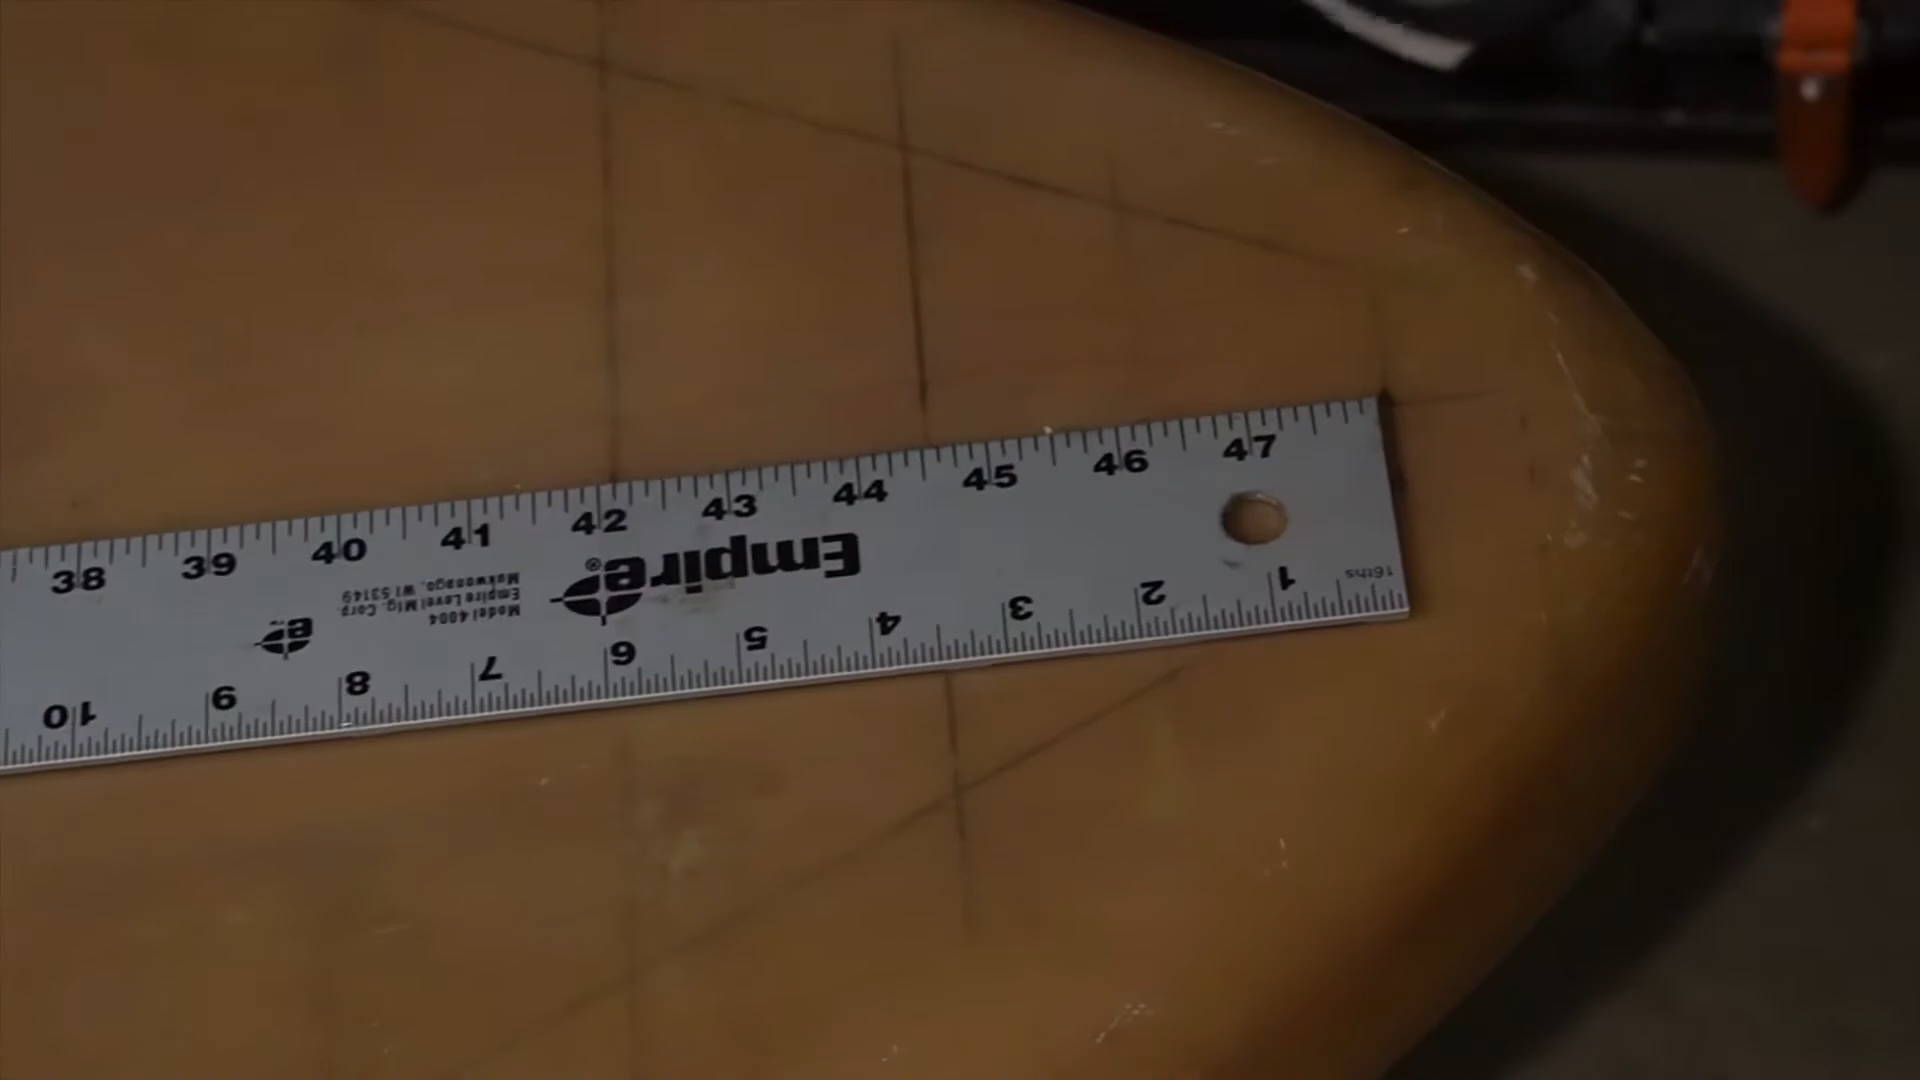 38 39 40 41 42 43 44 45 46 47
Empire®
e™
Model 4004
Empire Level Mfg. Corp.
Mukwonago, WI 53149
16ths
1 2 3 4 5 6 7 8 9 10